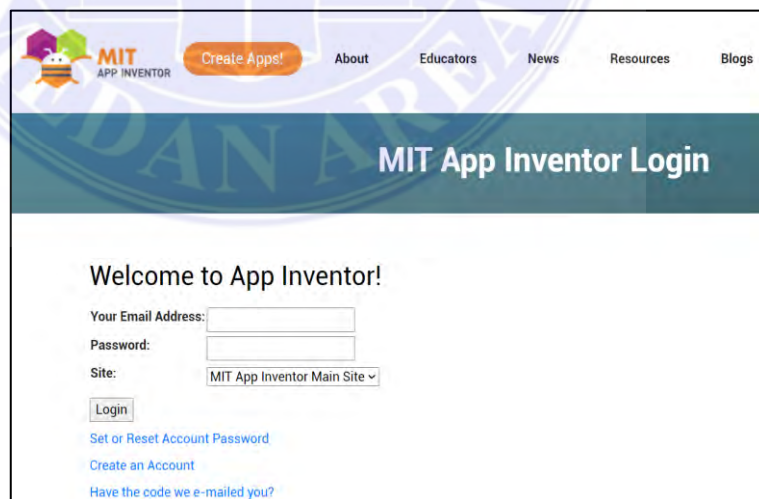 MIT
APP INVENTOR
Create Apps! About Educators News Resources Blogs
MEDAN AREA
MIT App Inventor Login
Welcome to App Inventor!
Your Email Address:
Password:
Site: MIT App Inventor Main Site
Login
Set or Reset Account Password
Create an Account
Have the code we e-mailed you?